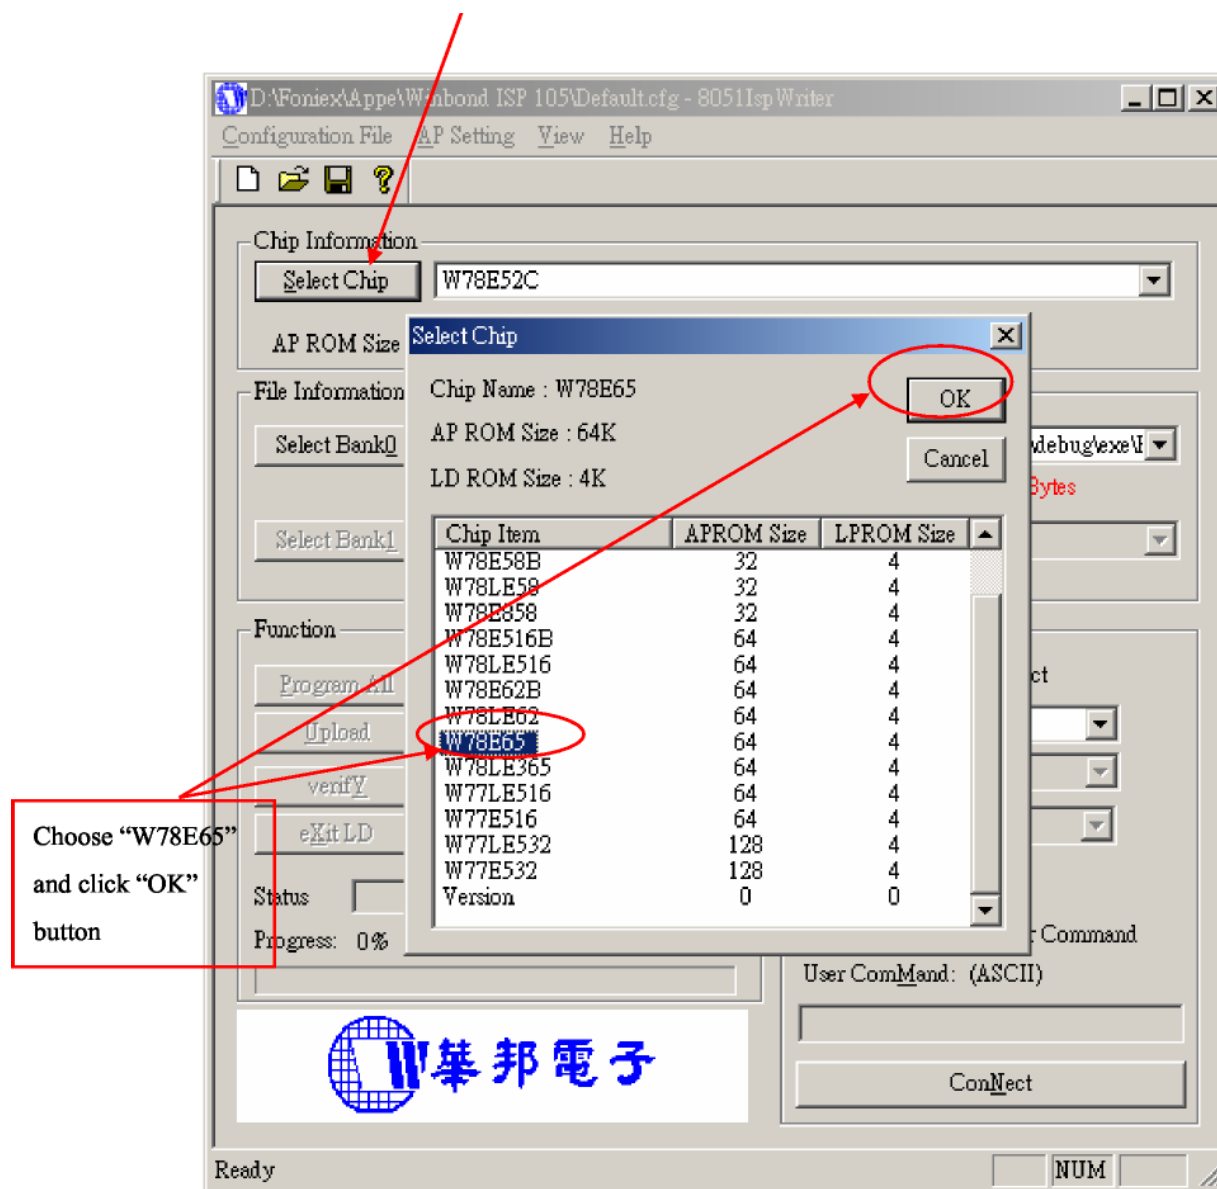 D:\Foniex\Appe\Winbond ISP 105\Default.cfg - 8051IspWriter
Configuration File AP Setting View Help
Chip Information
Select Chip W78E52C
AP ROM Size
Select Chip
Chip Name : W78E65
OK
AP ROM Size : 64K
Cancel
LD ROM Size : 4K
Chip Item APROM Size LPROM Size
W78E58B 32 4
W78LE58 32 4
W78E858 32 4
W78E516B 64 4
W78LE516 64 4
W78E62B 64 4
W78LE62 64 4
W78E65 64 4
W78LE365 64 4
W77LE516 64 4
W77E516 64 4
W77LE532 128 4
W77E532 128 4
Version 0 0
File Information
Select Bank0
\debug\exe\
Bytes
Select Bank1
Function
Program All
Upload
verifY
eXit LD
Status
Progress: 0%
ct
r Command
User ComMand: (ASCII)
ConNect
W華邦電子
Ready NUM
Choose “W78E65”
and click “OK”
button